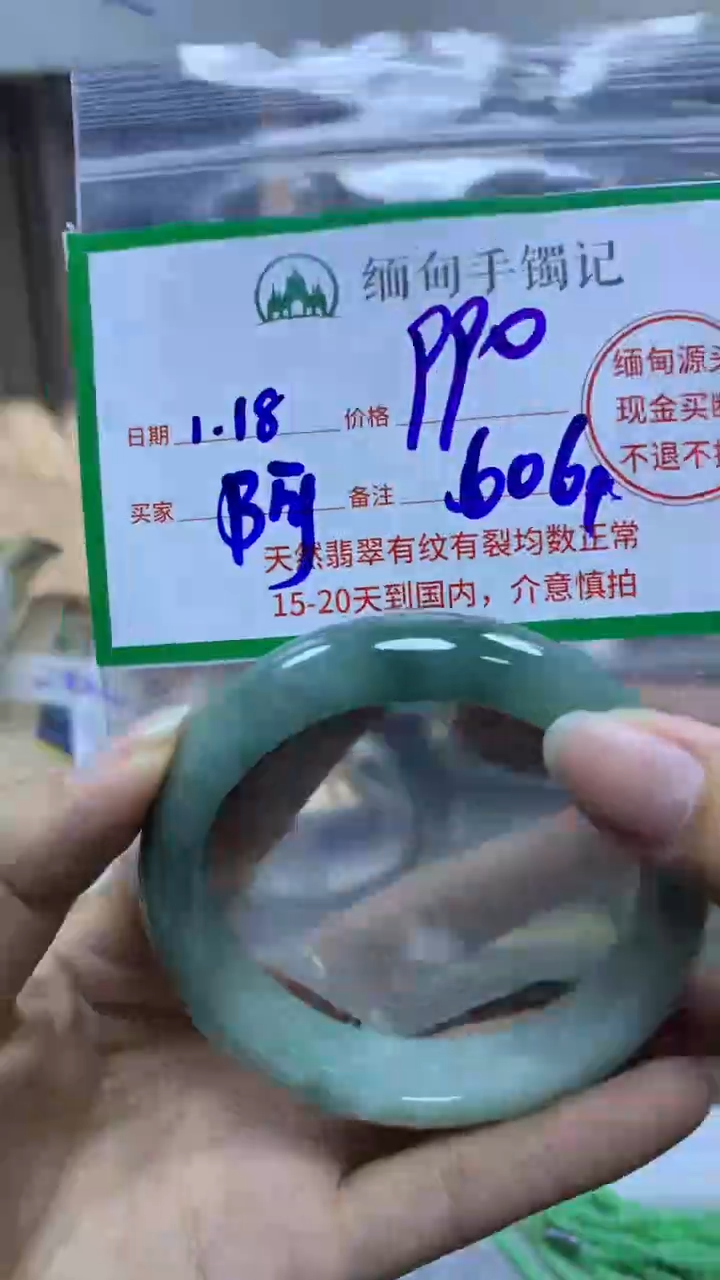 缅甸手镯记
日期 1.18 价格 PPO
缅甸源
现金买
不退不
买家 备注 .606
天然翡翠有纹有裂均数正常
15-20天到国内，介意慎拍